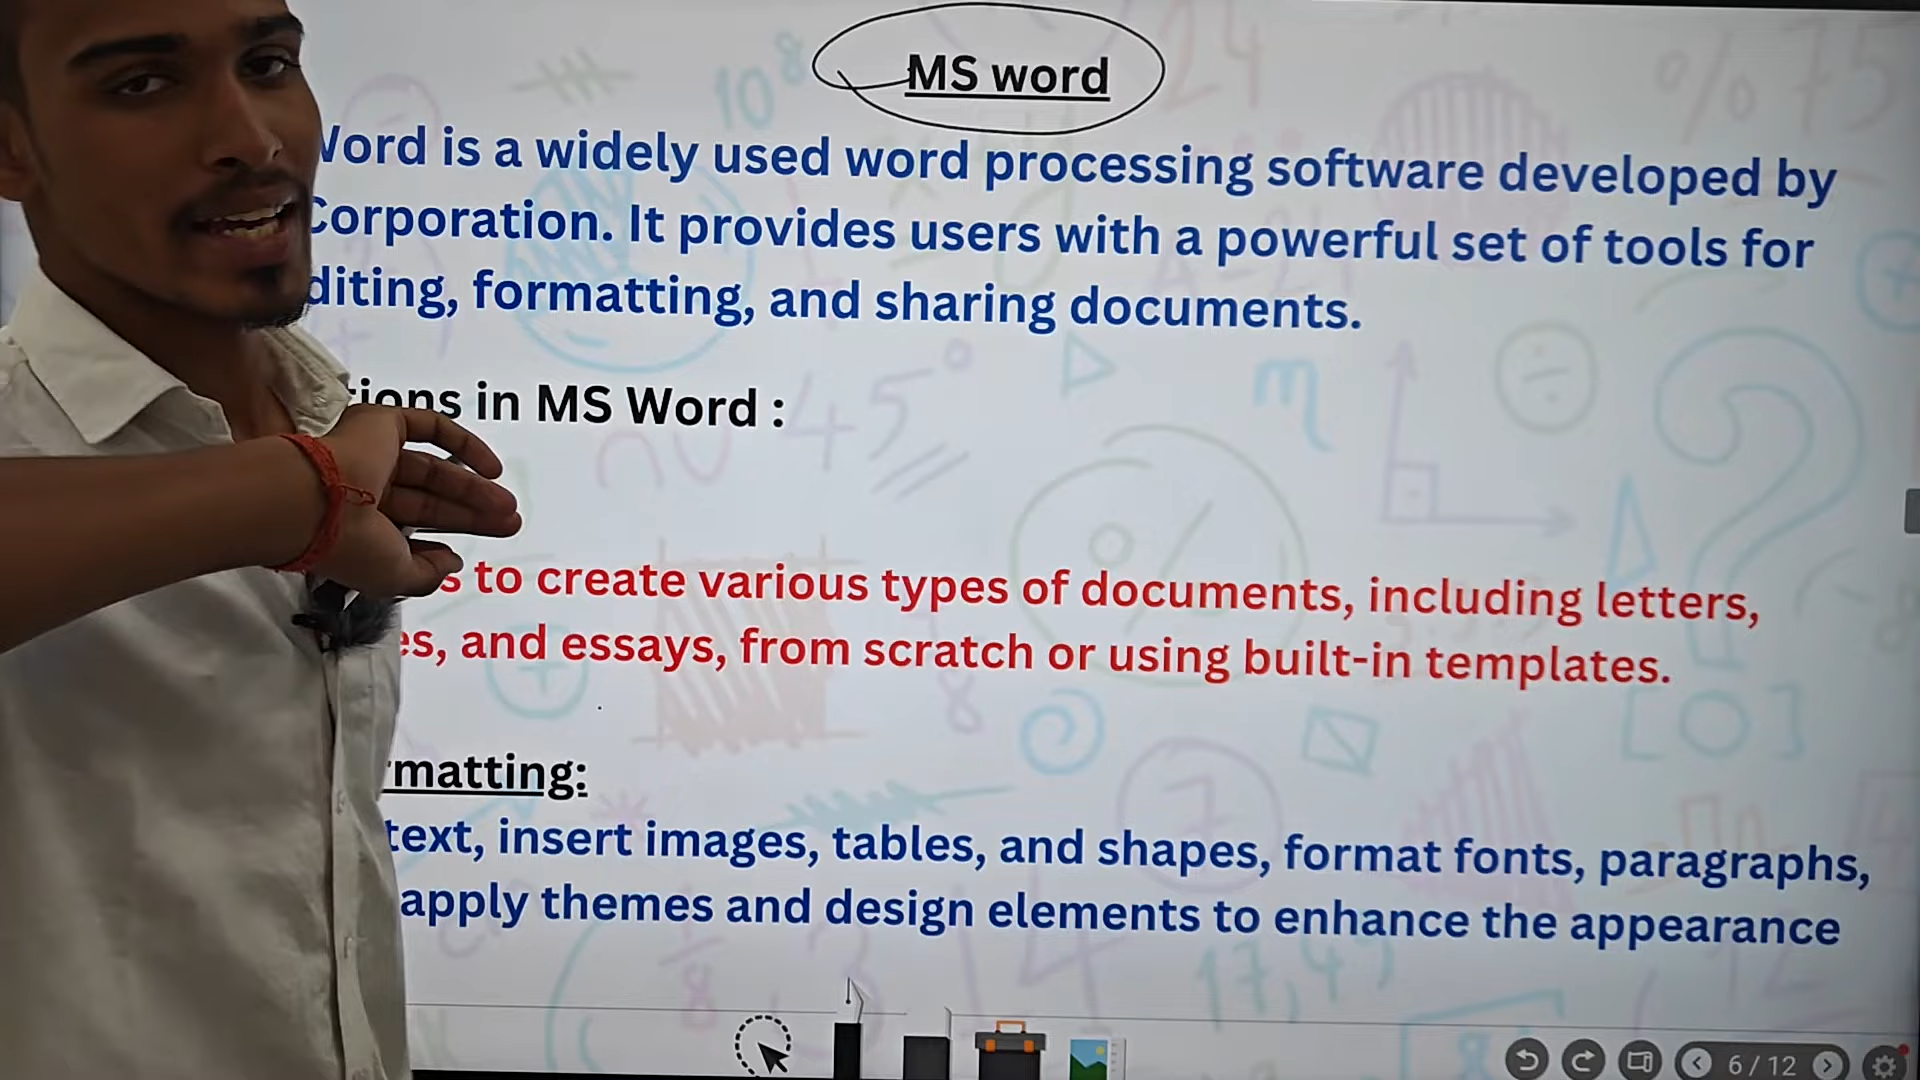 MS word
Word is a widely used word processing software developed by
Corporation. It provides users with a powerful set of tools for
diting, formatting, and sharing documents.
tions in MS Word :
s to create various types of documents, including letters,
es, and essays, from scratch or using built-in templates.
rmatting:
text, insert images, tables, and shapes, format fonts, paragraphs,
apply themes and design elements to enhance the appearance
6 / 12